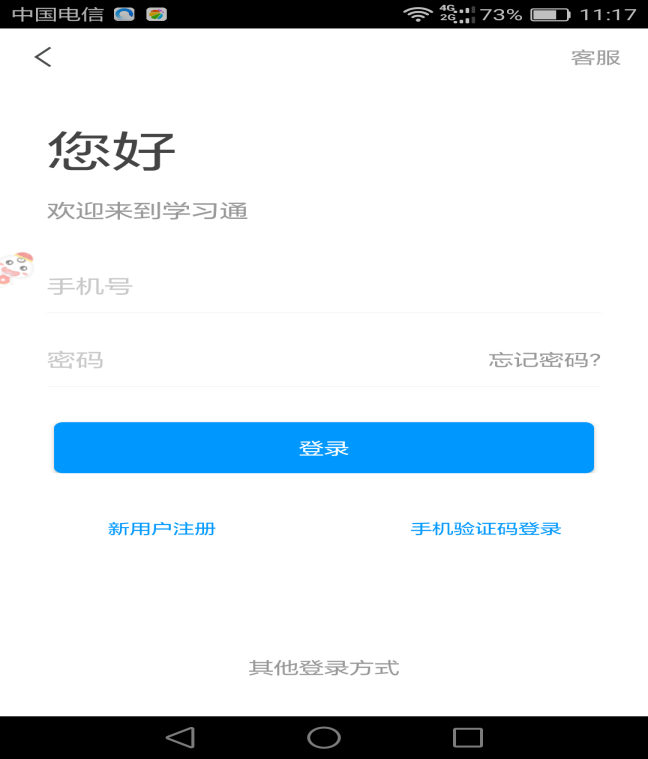 中国电信 4G 2G 73% 11:17
客服
您好
欢迎来到学习通
手机号
密码 忘记密码?
登录
新用户注册 手机验证码登录
其他登录方式